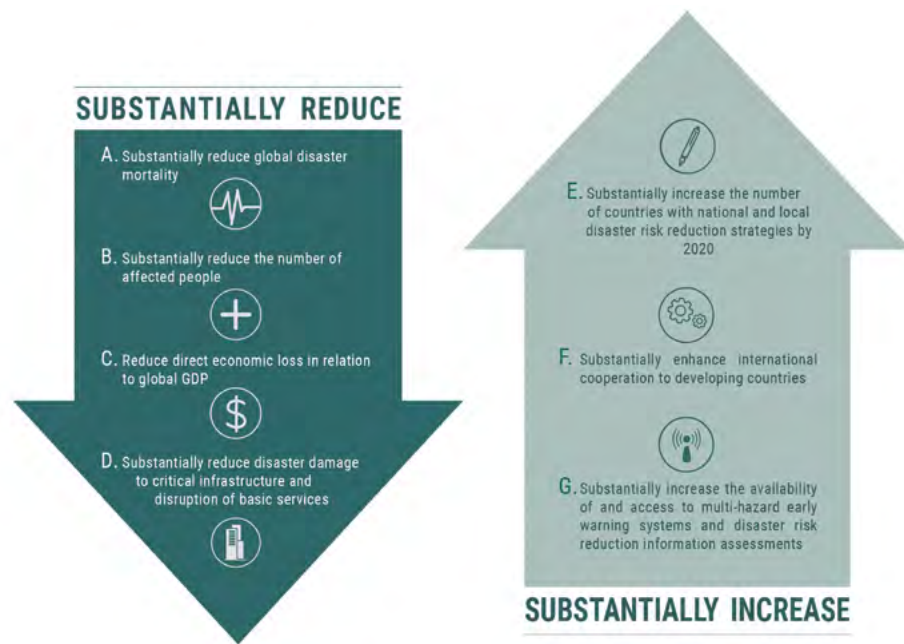 SUBSTANTIALLY REDUCE
A. Substantially reduce global disaster
mortality
B. Substantially reduce the number of
affected people
C. Reduce direct economic loss in relation
to global GDP
D. Substantially reduce disaster damage
to critical infrastructure and
disruption of basic services
E. Substantially increase the number
of countries with national and local
disaster risk reduction strategies by
2020
F. Substantially enhance international
cooperation to developing countries
G. Substantially increase the availability
of and access to multi-hazard early
warning systems and disaster risk
reduction information assessments
SUBSTANTIALLY INCREASE